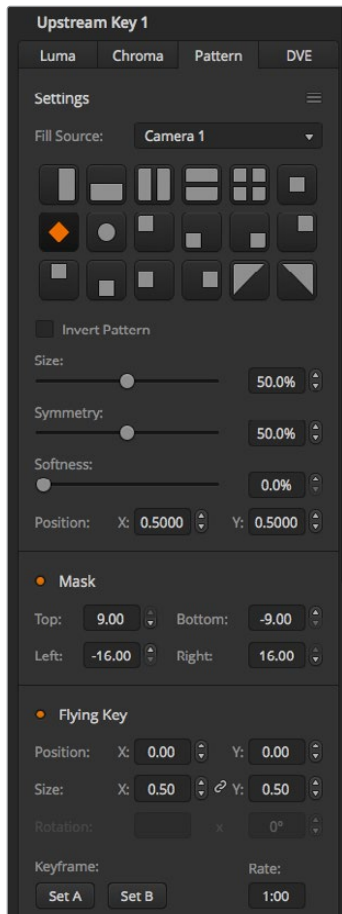 Upstream Key 1
Luma Chroma Pattern DVE
Settings
Fill Source: Camera 1
Invert Pattern
Size:
50.0%
Symmetry:
50.0%
Softness:
0.0%
Position: X: 0.5000 Y: 0.5000
Mask
Top: 9.00 Bottom: -9.00
Left: -16.00 Right: 16.00
Flying Key
Position: X: 0.00 Y: 0.00
Size: X: 0.50 Y: 0.50
Rotation: x 0°
Keyframe: Rate:
Set A Set B 1:00